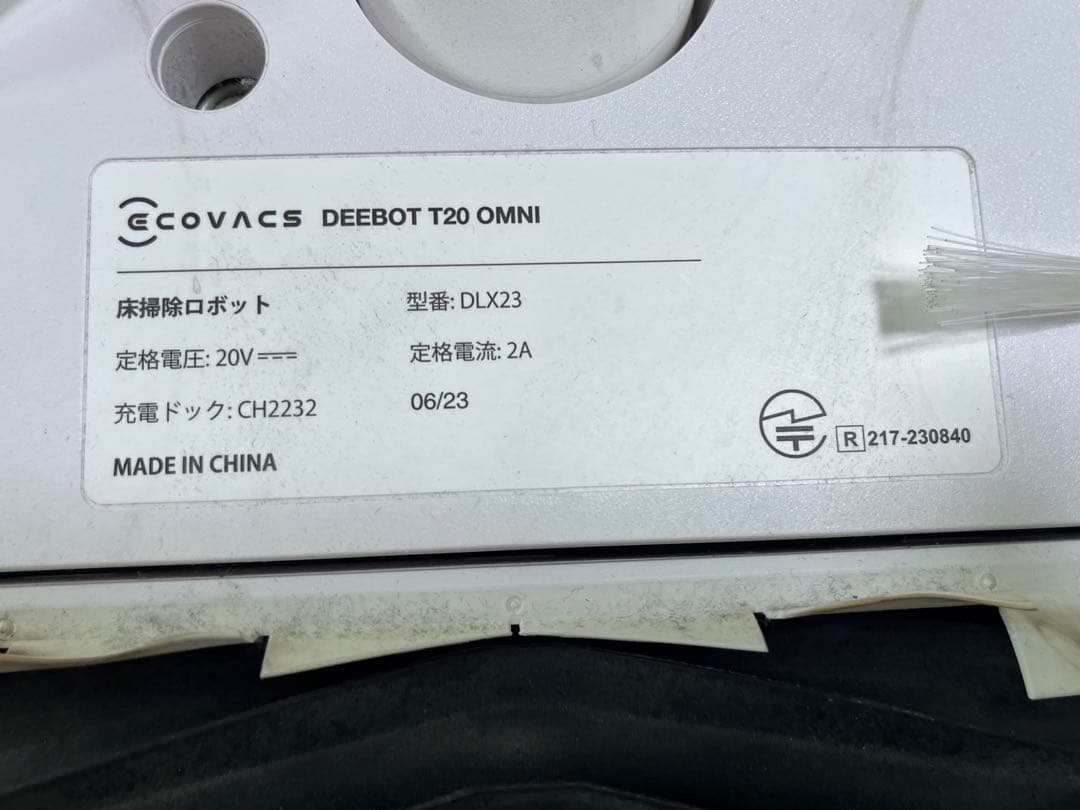 ECOVACS DEEBOT T20 OMNI
床掃除ロボット 型番: DLX23
定格電圧: 20V⎓ 定格電流: 2A
充電ドック: CH2232 06/23
MADE IN CHINA
R 217-230840